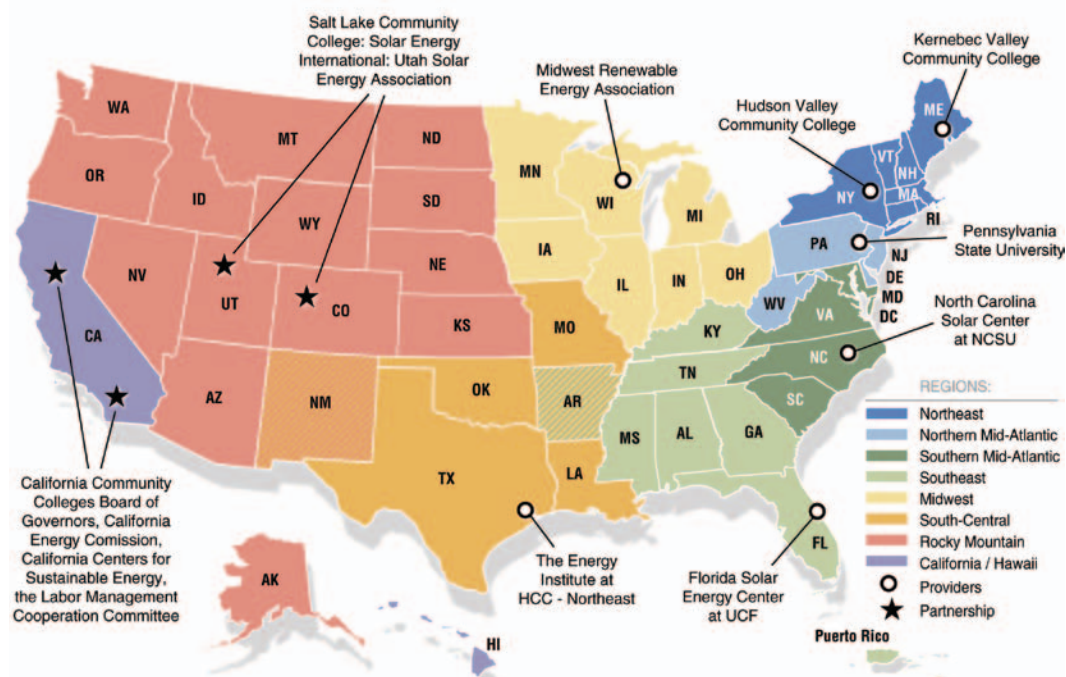 Salt Lake Community
College: Solar Energy
International: Utah Solar
Energy Association
Midwest Renewable
Energy Association
Kernebec Valley
Community College
Hudson Valley
Community College
WA
OR
ID
MT
ND
SD
WY
NE
NV
UT
CO
KS
CA
AZ
NM
OK
TX
MN
IA
WI
MI
IL
IN
OH
MO
AR
LA
KY
TN
MS
AL
GA
FL
SC
NC
VA
WV
PA
NY
VT
NH
MA
ME
RI
NJ
DE
MD
DC
AK
HI
Puerto Rico
Pennsylvania
State University
North Carolina
Solar Center
at NCSU
California Community
Colleges Board of
Governors, California
Energy Comission,
California Centers for
Sustainable Energy,
the Labor Management
Cooperation Committee
The Energy
Institute at
HCC - Northeast
Florida Solar
Energy Center
at UCF
REGIONS:
Northeast
Northern Mid-Atlantic
Southern Mid-Atlantic
Southeast
Midwest
South-Central
Rocky Mountain
California / Hawaii
Providers
Partnership